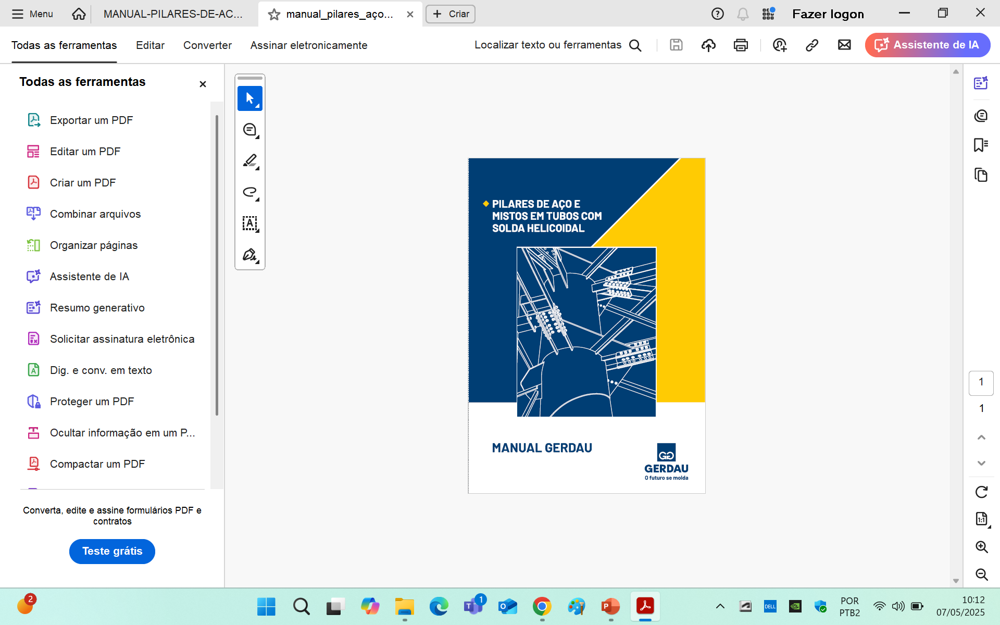 Menu
MANUAL-PILARES-DE-AC...
manual_pilares_aço...
Criar
Fazer logon
Todas as ferramentas
Editar
Converter
Assinar eletronicamente
Localizar texto ou ferramentas
Assistente de IA
Todas as ferramentas
Exportar um PDF
Editar um PDF
Criar um PDF
Combinar arquivos
Organizar páginas
Assistente de IA
Resumo generativo
Solicitar assinatura eletrônica
Dig. e conv. em texto
Proteger um PDF
Ocultar informação em um P...
Compactar um PDF
Converta, edite e assine formulários PDF e
contratos
Teste grátis
PILARES DE AÇO E
MISTOS EM TUBOS COM
SOLDA HELICOIDAL
MANUAL GERDAU
GERDAU
O futuro se molda
1
1
1:1
2
1
DELL
POR
PTB2
10:12
07/05/2025